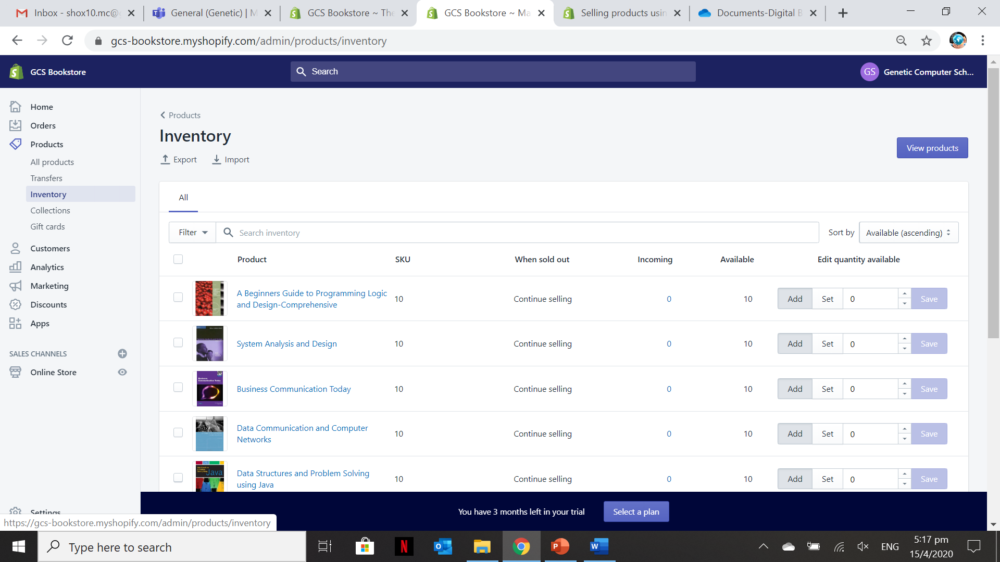 Inbox - shox10.mc@g
General (Genetic) | M
GCS Bookstore ~ The
GCS Bookstore ~ Ma
Selling products usin
Documents-Digital B
gcs-bookstore.myshopify.com/admin/products/inventory
GCS Bookstore
Search
GS
Genetic Computer Sch...
Home
Orders
Products
All products
Transfers
Inventory
Collections
Gift cards
Customers
Analytics
Marketing
Discounts
Apps
SALES CHANNELS
Online Store
Settings
https://gcs-bookstore.myshopify.com/admin/products/inventory
Products
Inventory
Export
Import
View products
All
Filter
Search inventory
Sort by
Available (ascending)
Product SKU When sold out Incoming Available Edit quantity available
A Beginners Guide to Programming Logic
and Design-Comprehensive
10 Continue selling 0 10 Add Set 0 Save
System Analysis and Design 10 Continue selling 0 10 Add Set 0 Save
Business Communication Today 10 Continue selling 0 10 Add Set 0 Save
Data Communication and Computer
Networks
10 Continue selling 0 10 Add Set 0 Save
Java
Data Structures and Problem Solving
using Java
10 Continue selling 0 10 Add Set 0 Save
You have 3 months left in your trial
Select a plan
Type here to search
ENG
5:17 pm
15/4/2020